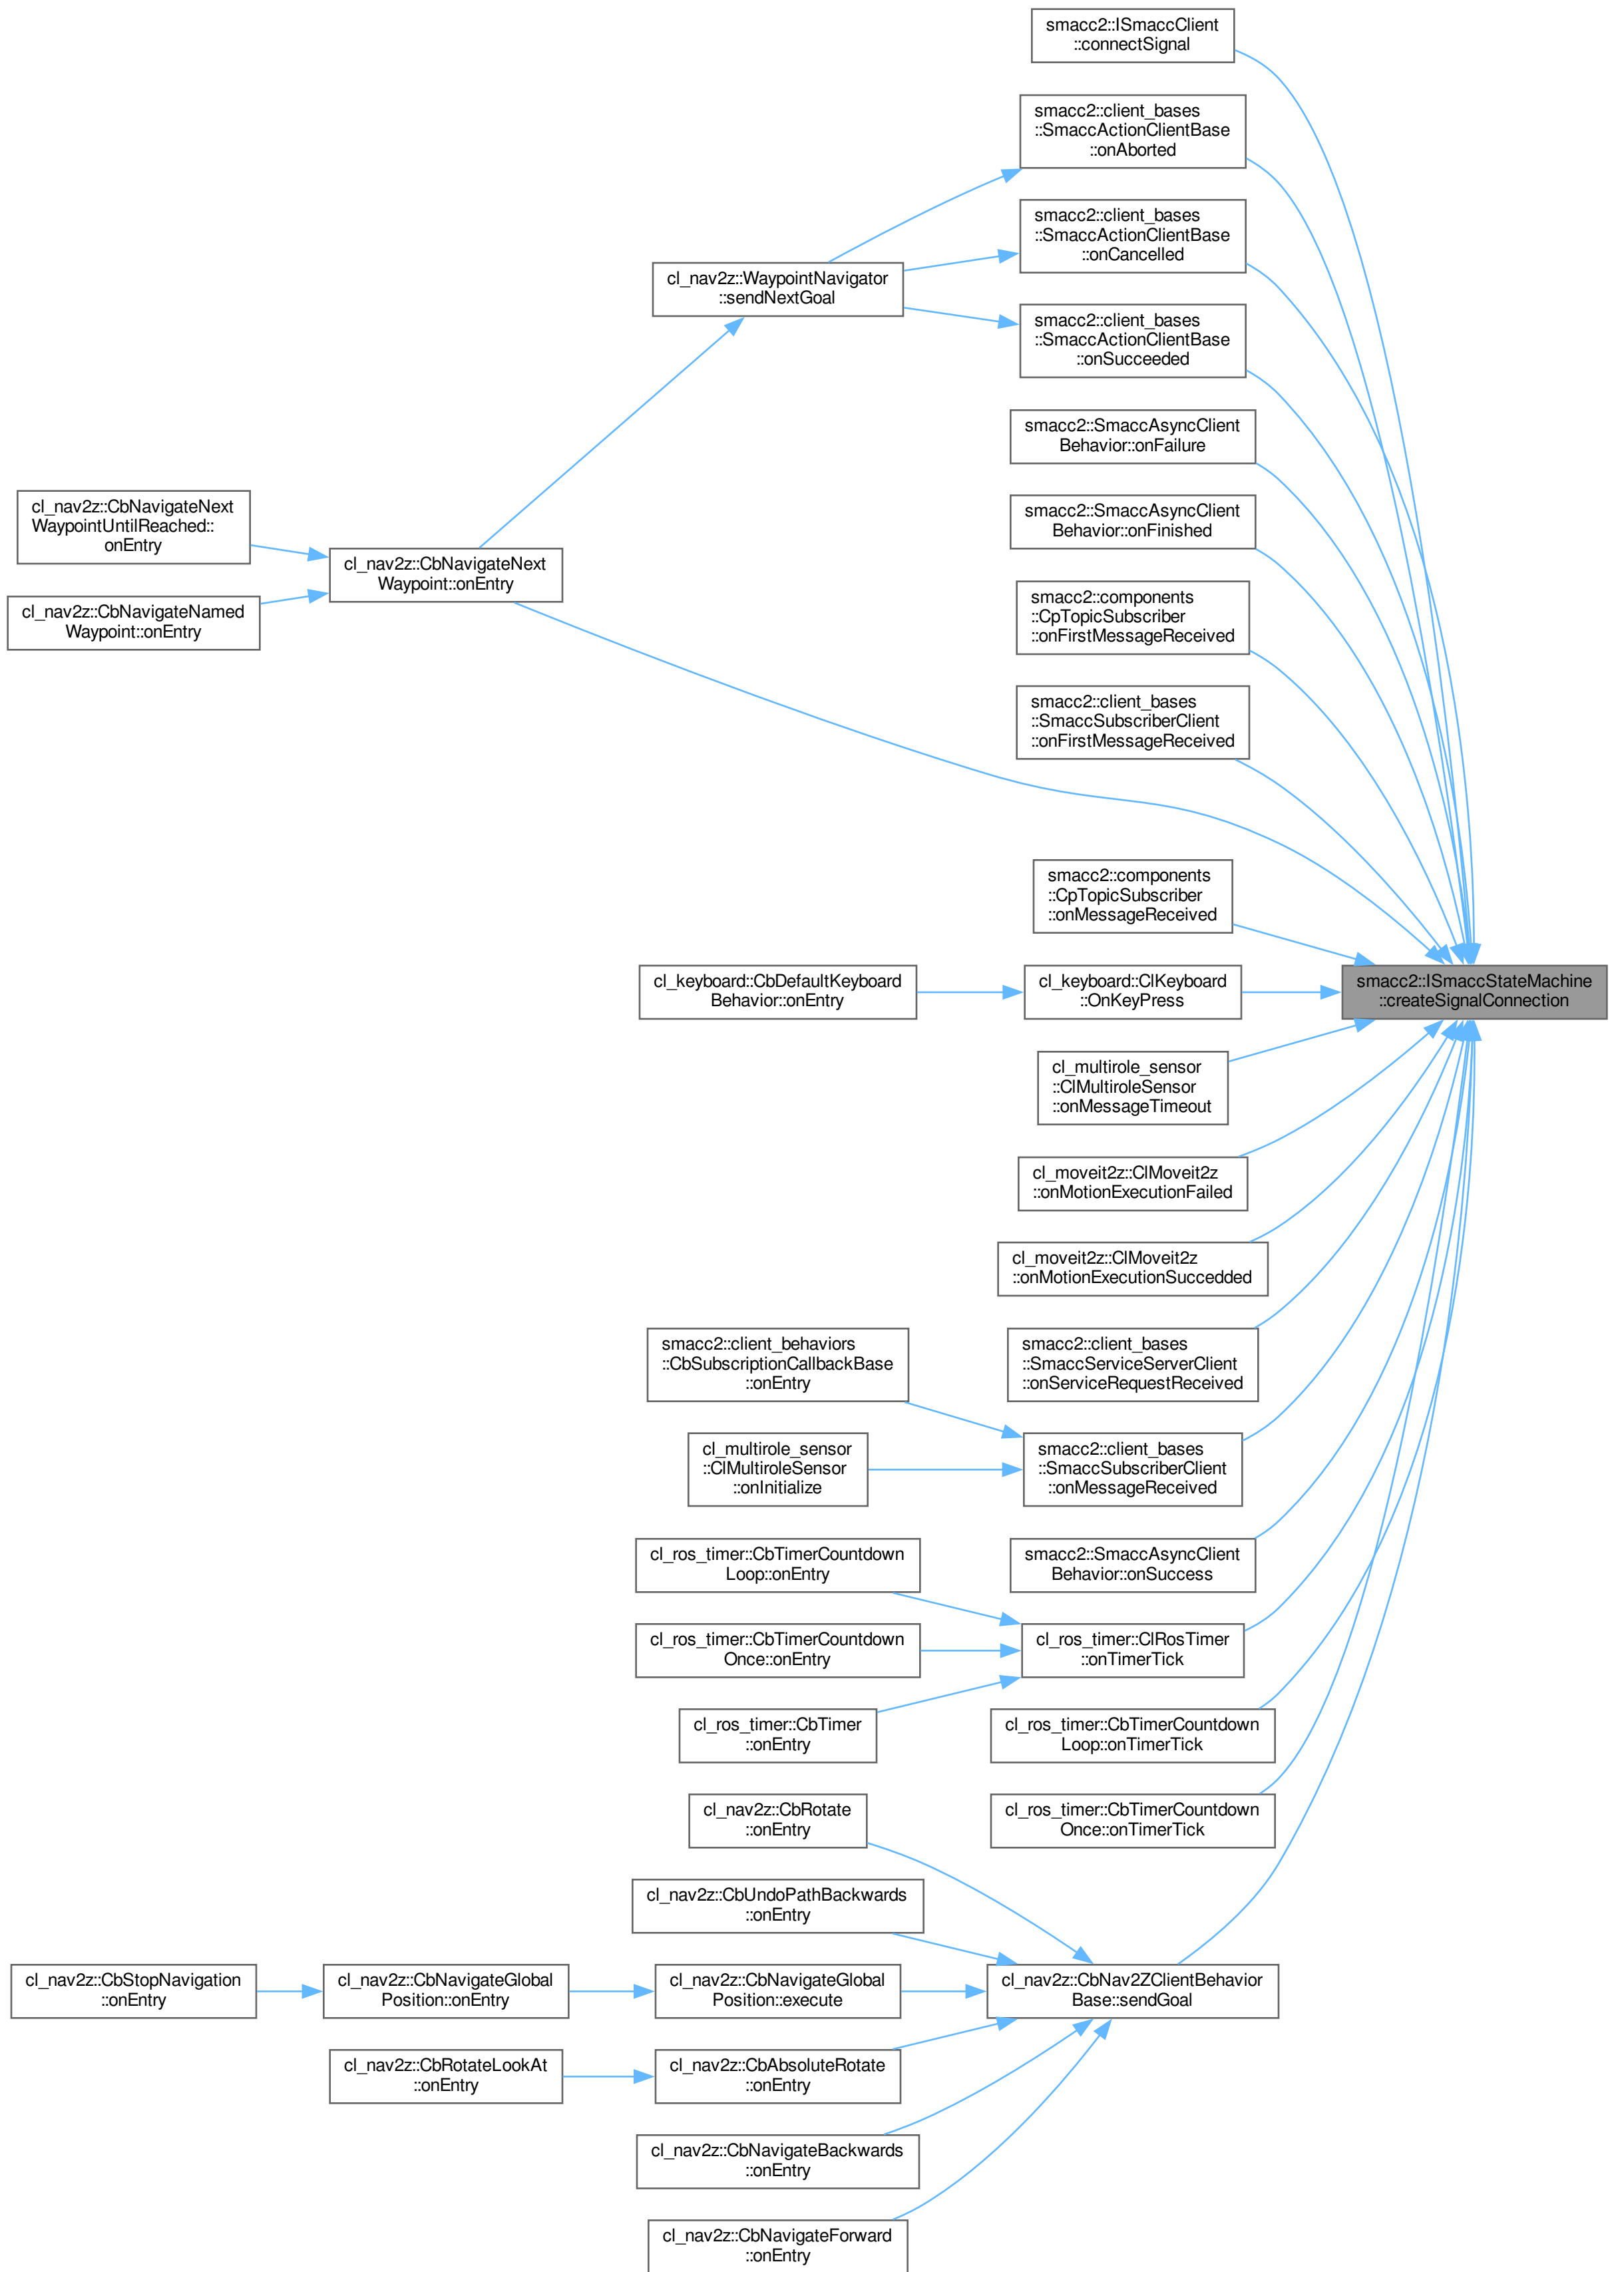 smacc2::ISmaccClient
::connectSignal
smacc2::client_bases
::SmaccActionClientBase
::onAborted
smacc2::client_bases
::SmaccActionClientBase
::onCancelled
cl_nav2z::WaypointNavigator
::sendNextGoal
smacc2::client_bases
::SmaccActionClientBase
::onSucceeded
smacc2::SmaccAsyncClient
Behavior::onFailure
cl_nav2z::CbNavigateNext
WaypointUntilReached::
onEntry
smacc2::SmaccAsyncClient
Behavior::onFinished
cl_nav2z::CbNavigateNext
Waypoint::onEntry
cl_nav2z::CbNavigateNamed
Waypoint::onEntry
smacc2::components
::CpTopicSubscriber
::onFirstMessageReceived
smacc2::client_bases
::SmaccSubscriberClient
::onFirstMessageReceived
smacc2::components
::CpTopicSubscriber
::onMessageReceived
cl_keyboard::CbDefaultKeyboard
Behavior::onEntry
cl_keyboard::ClKeyboard
::OnKeyPress
smacc2::ISmaccStateMachine
::createSignalConnection
cl_multirole_sensor
::ClMultiroleSensor
::onMessageTimeout
cl_moveit2z::ClMoveit2z
::onMotionExecutionFailed
cl_moveit2z::ClMoveit2z
::onMotionExecutionSuccedded
smacc2::client_behaviors
::CbSubscriptionCallbackBase
::onEntry
smacc2::client_bases
::SmaccServiceServerClient
::onServiceRequestReceived
cl_multirole_sensor
::ClMultiroleSensor
::onInitialize
smacc2::client_bases
::SmaccSubscriberClient
::onMessageReceived
cl_ros_timer::CbTimerCountdown
Loop::onEntry
smacc2::SmaccAsyncClient
Behavior::onSuccess
cl_ros_timer::CbTimerCountdown
Once::onEntry
cl_ros_timer::ClRosTimer
::onTimerTick
cl_ros_timer::CbTimer
::onEntry
cl_ros_timer::CbTimerCountdown
Loop::onTimerTick
cl_nav2z::CbRotate
::onEntry
cl_ros_timer::CbTimerCountdown
Once::onTimerTick
cl_nav2z::CbUndoPathBackwards
::onEntry
cl_nav2z::CbStopNavigation
::onEntry
cl_nav2z::CbNavigateGlobal
Position::onEntry
cl_nav2z::CbNavigateGlobal
Position::execute
cl_nav2z::CbNav2ZClientBehavior
Base::sendGoal
cl_nav2z::CbRotateLookAt
::onEntry
cl_nav2z::CbAbsoluteRotate
::onEntry
cl_nav2z::CbNavigateBackwards
::onEntry
cl_nav2z::CbNavigateForward
::onEntry